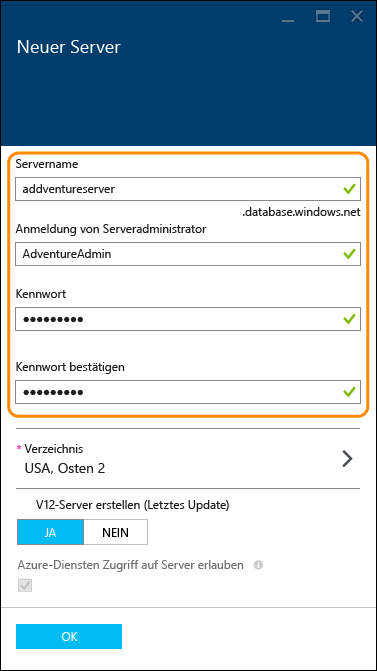 Neuer Server
Servername
addventureserver
.database.windows.net
Anmeldung von Serveradministrator
AdventureAdmin
Kennwort
●●●●●●●●●
Kennwort bestätigen
●●●●●●●●●
* Verzeichnis
USA, Osten 2
V12-Server erstellen (Letztes Update)
JA NEIN
Azure-Diensten Zugriff auf Server erlauben
OK